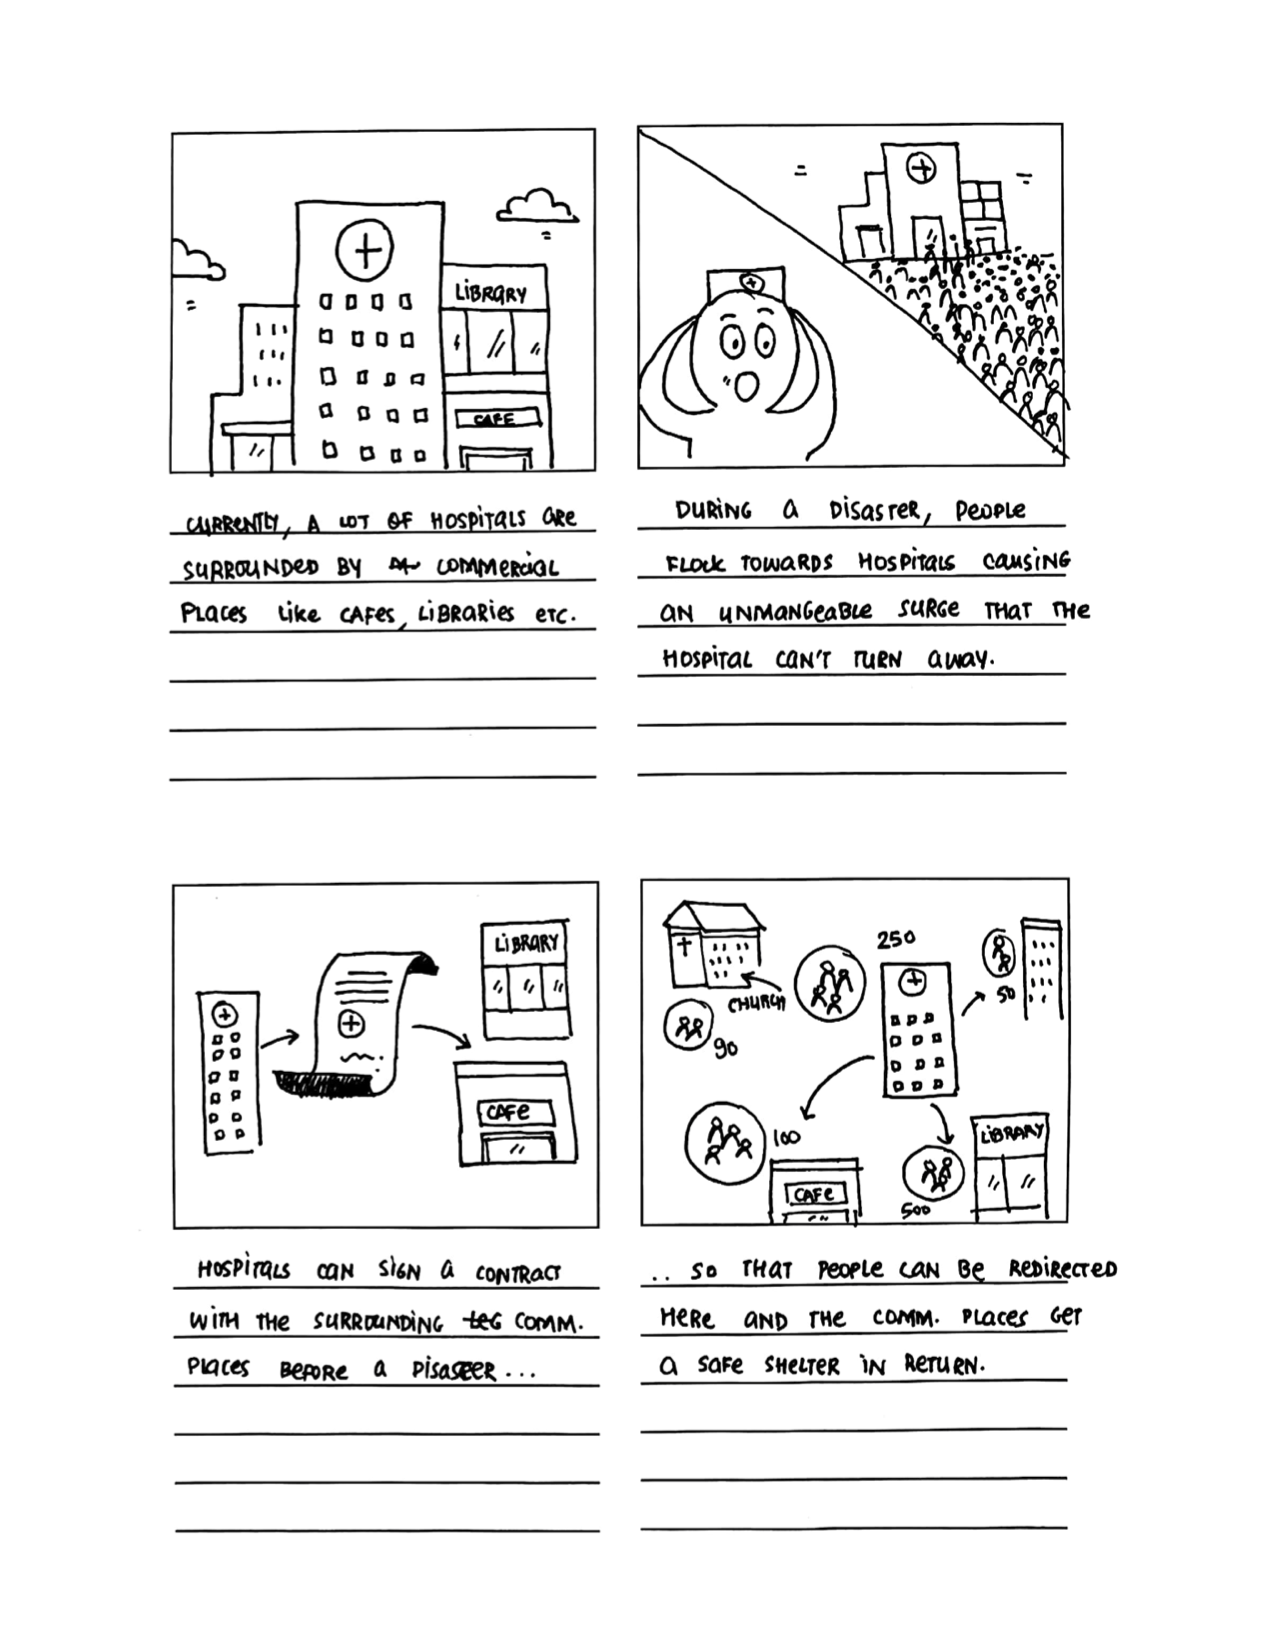 LIBRARY
CAFE
CURRENTLY, A LOT OF HOSPITALS ARE
SURROUNDED BY COMMERCIAL
PLACES LIKE CAFES, LIBRARIES ETC.
DURING A DISASTER, PEOPLE
FLOCK TOWARDS HOSPITALS CAUSING
AN UNMANGEABLE SURGE THAT THE
HOSPITAL CAN'T TURN AWAY.
LIBRARY
CAFE
HOSPITALS CAN SIGN A CONTRACT
WITH THE SURROUNDING COMM.
PLACES BEFORE A DISASTER...
250
50
CHURCH
90
100
CAFE
LIBRARY
500
.. SO THAT PEOPLE CAN BE REDIRECTED
HERE AND THE COMM. PLACES GET
A SAFE SHELTER IN RETURN.